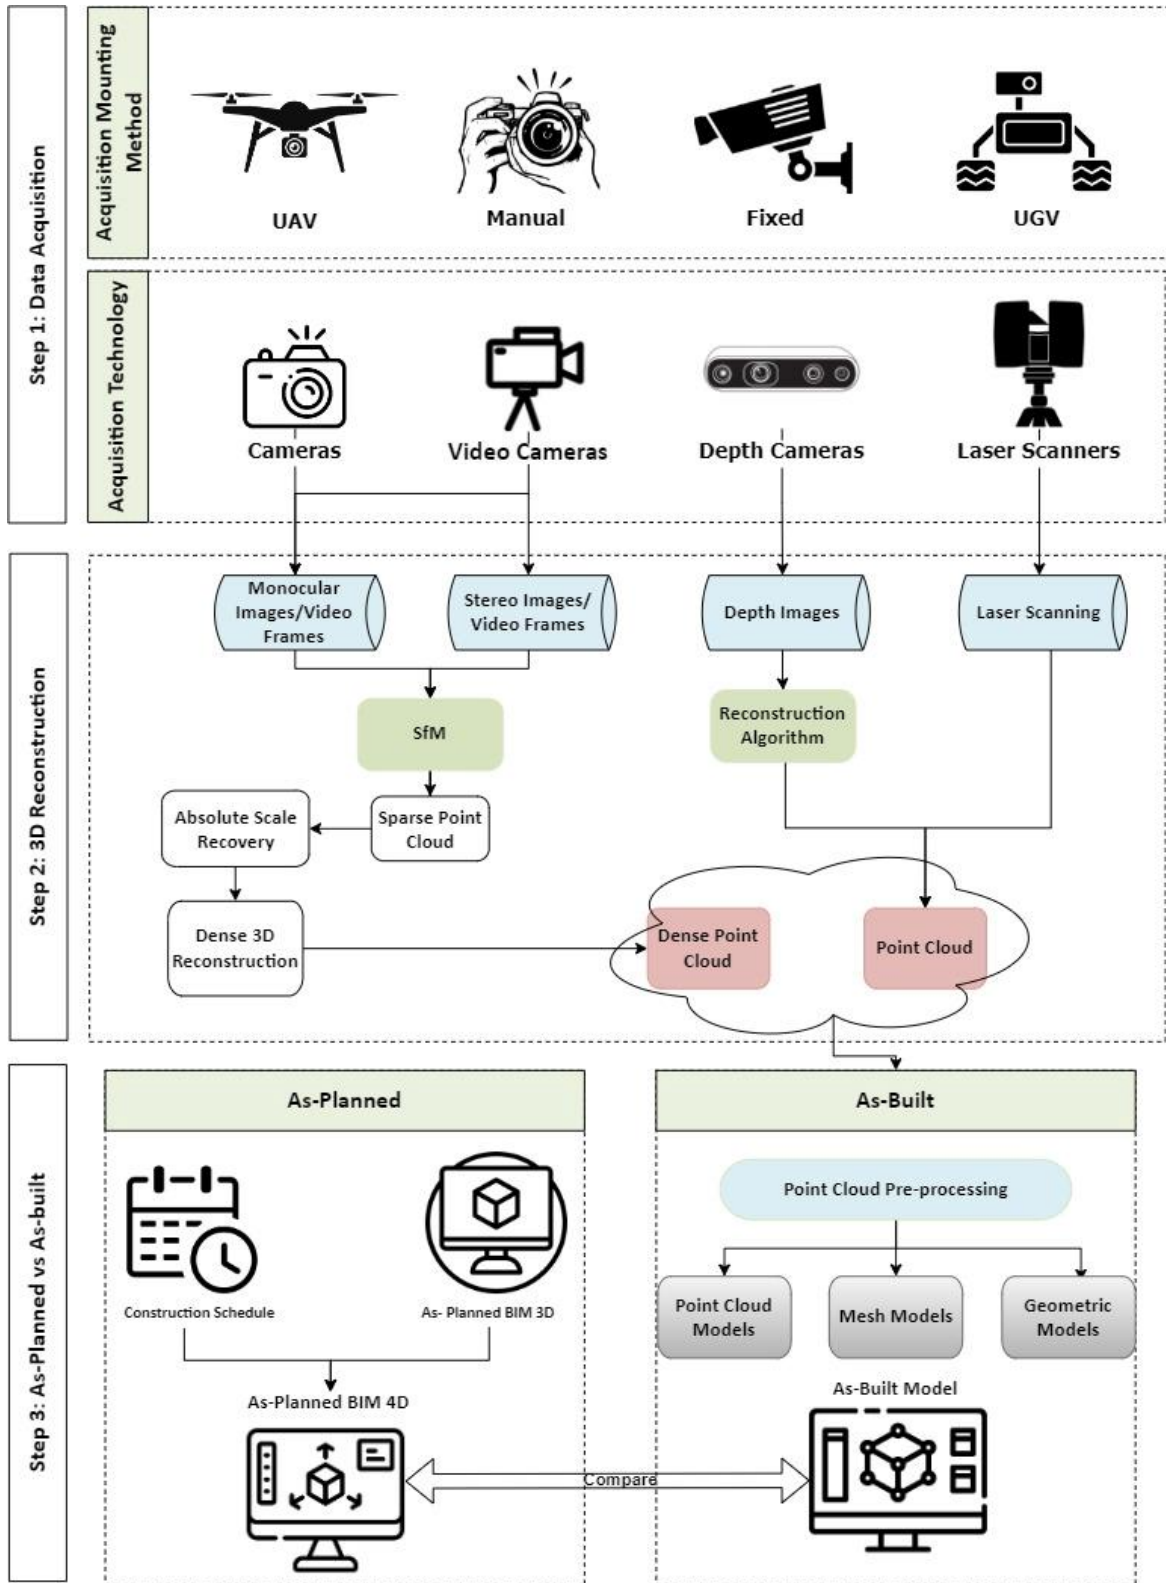 Step 1: Data Acquisition
Acquisition Mounting
Method
UAV
Manual
Fixed
UGV
Acquisition Technology
Cameras
Video Cameras
Depth Cameras
Laser Scanners
Step 2: 3D Reconstruction
Monocular
Images/Video
Frames
Stereo Images/
Video Frames
Depth Images
Laser Scanning
SfM
Reconstruction
Algorithm
Absolute Scale
Recovery
Sparse Point
Cloud
Dense 3D
Reconstruction
Dense Point
Cloud
Point Cloud
Step 3: As-Planned vs As-built
As-Planned
As-Built
Construction Schedule
As- Planned BIM 3D
As-Planned BIM 4D
Point Cloud Pre-processing
Point Cloud
Models
Mesh Models
Geometric
Models
As-Built Model
Compare